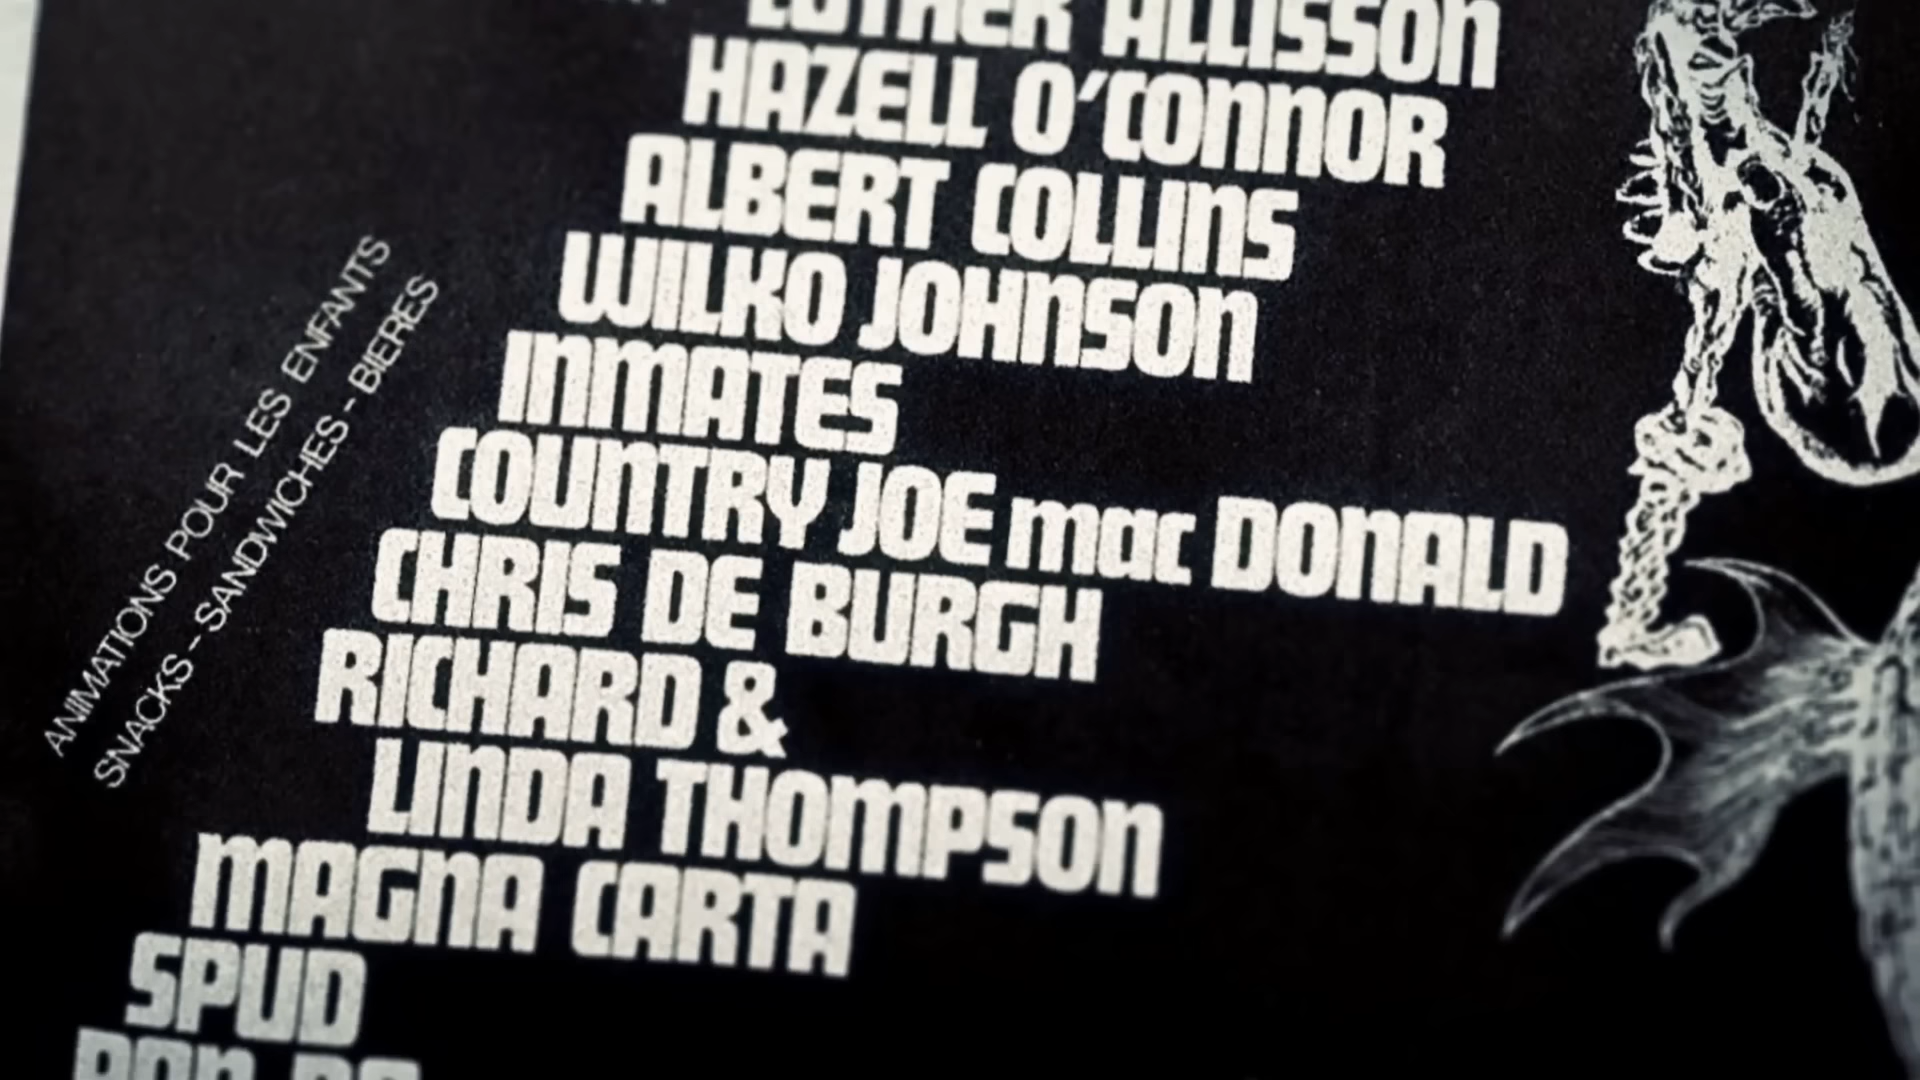 LUTHER ALLISSON
HAZELL O'CONNOR
ALBERT COLLINS
WILKO JOHNSON
INMATES
COUNTRY JOE mac DONALD
CHRIS DE BURGH
RICHARD &
LINDA THOMPSON
MAGNA CARTA
SPUD
ANIMATIONS POUR LES ENFANTS
SNACKS - SANDWICHES - BIERES